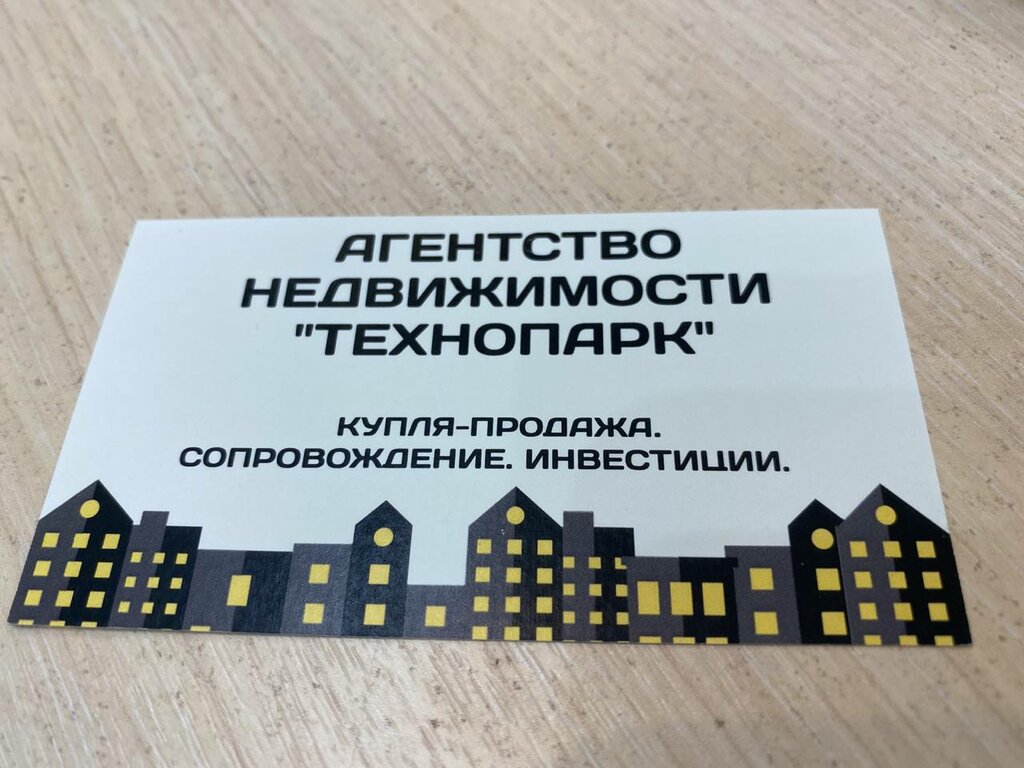 АГЕНТСТВО
НЕДВИЖИМОСТИ
"ТЕХНОПАРК"
КУПЛЯ-ПРОДАЖА.
СОПРОВОЖДЕНИЕ. ИНВЕСТИЦИИ.